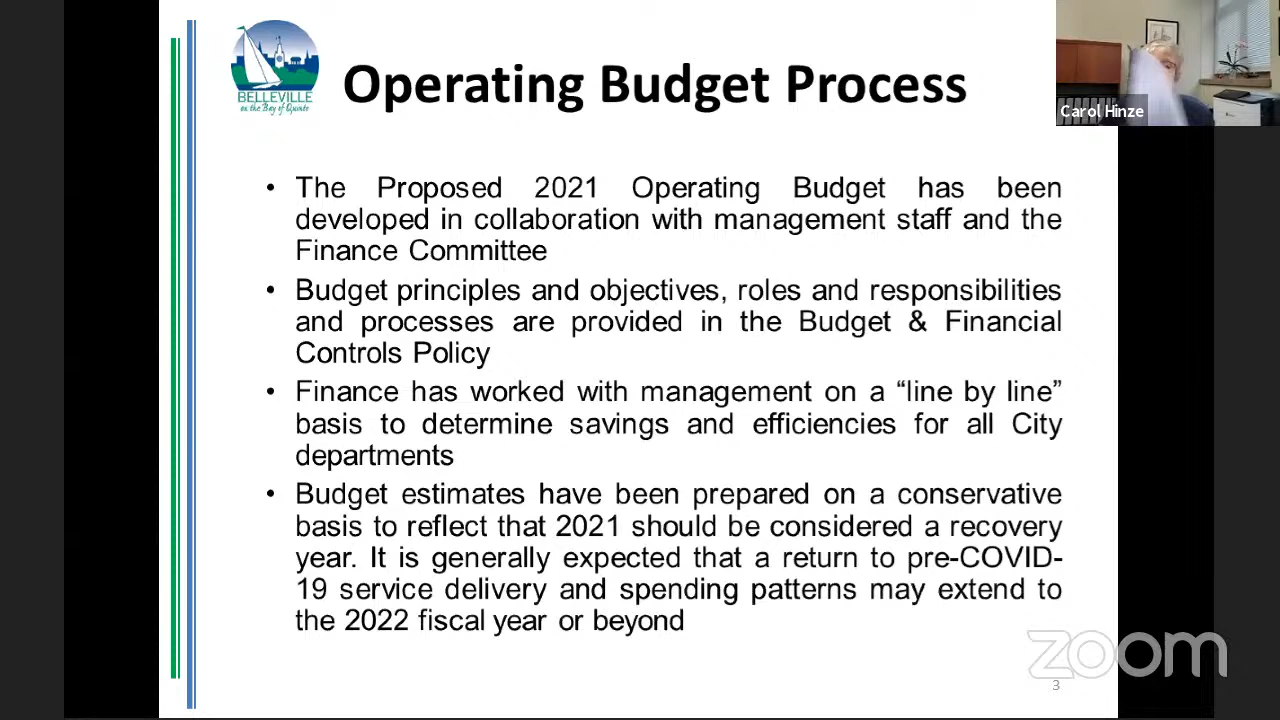 BELLEVILLE
on the Bay of Quinte
Operating Budget Process
Carol Hinze
• The Proposed 2021 Operating Budget has been
developed in collaboration with management staff and the
Finance Committee
• Budget principles and objectives, roles and responsibilities
and processes are provided in the Budget & Financial
Controls Policy
• Finance has worked with management on a “line by line”
basis to determine savings and efficiencies for all City
departments
• Budget estimates have been prepared on a conservative
basis to reflect that 2021 should be considered a recovery
year. It is generally expected that a return to pre-COVID-
19 service delivery and spending patterns may extend to
the 2022 fiscal year or beyond
zoom
3